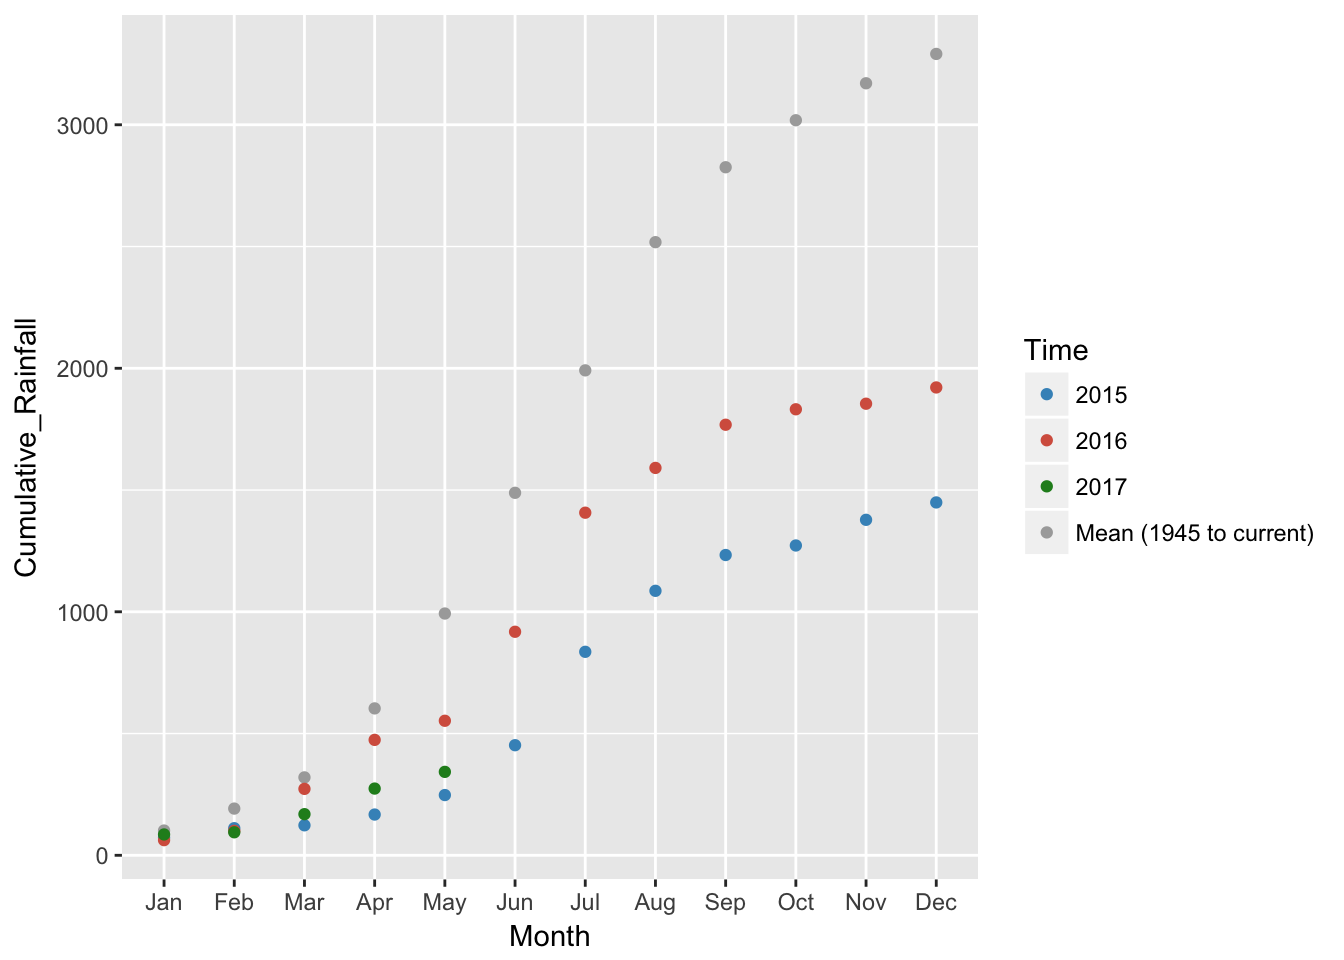 Cumulative_Rainfall
3000
2000
1000
0
Jan Feb Mar Apr May Jun Jul Aug Sep Oct Nov Dec
Month
Time
2015
2016
2017
Mean (1945 to current)